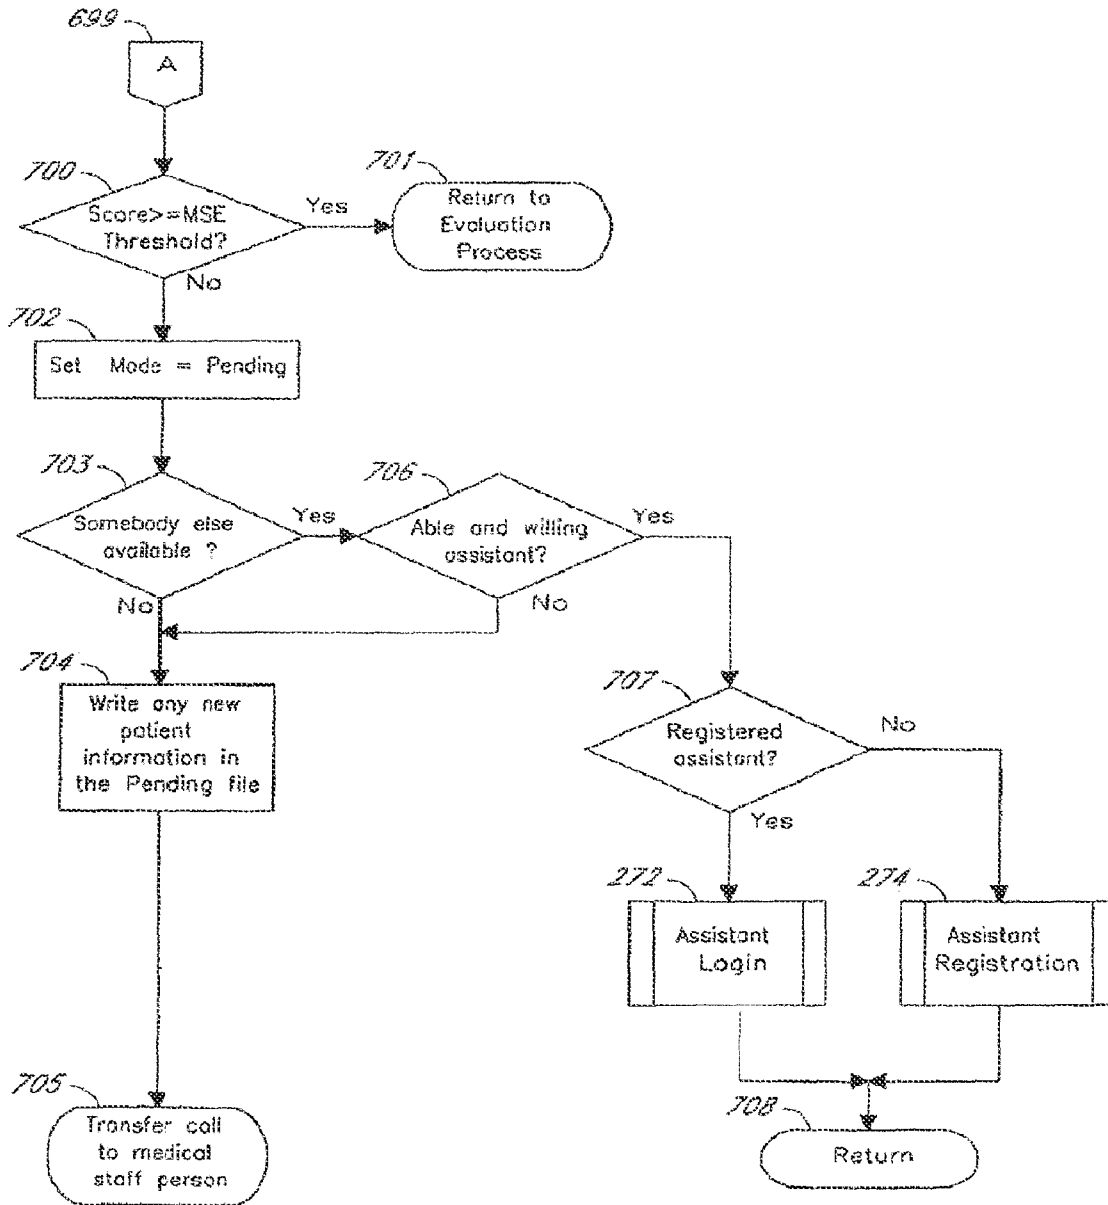 699
A
700
701
Score>=MSE
Threshold?
Yes
Return to
Evaluation
Process
No
702
Set Mode = Pending
703
706
Somebody else
available ?
Yes
Able and willing
assistant?
Yes
No
No
704
Write any new
patient
information in
the Pending file
707
Registered
assistant?
No
Yes
272
274
Assistant
Login
Assistant
Registration
705
Transfer call
to medical
staff person
708
Return